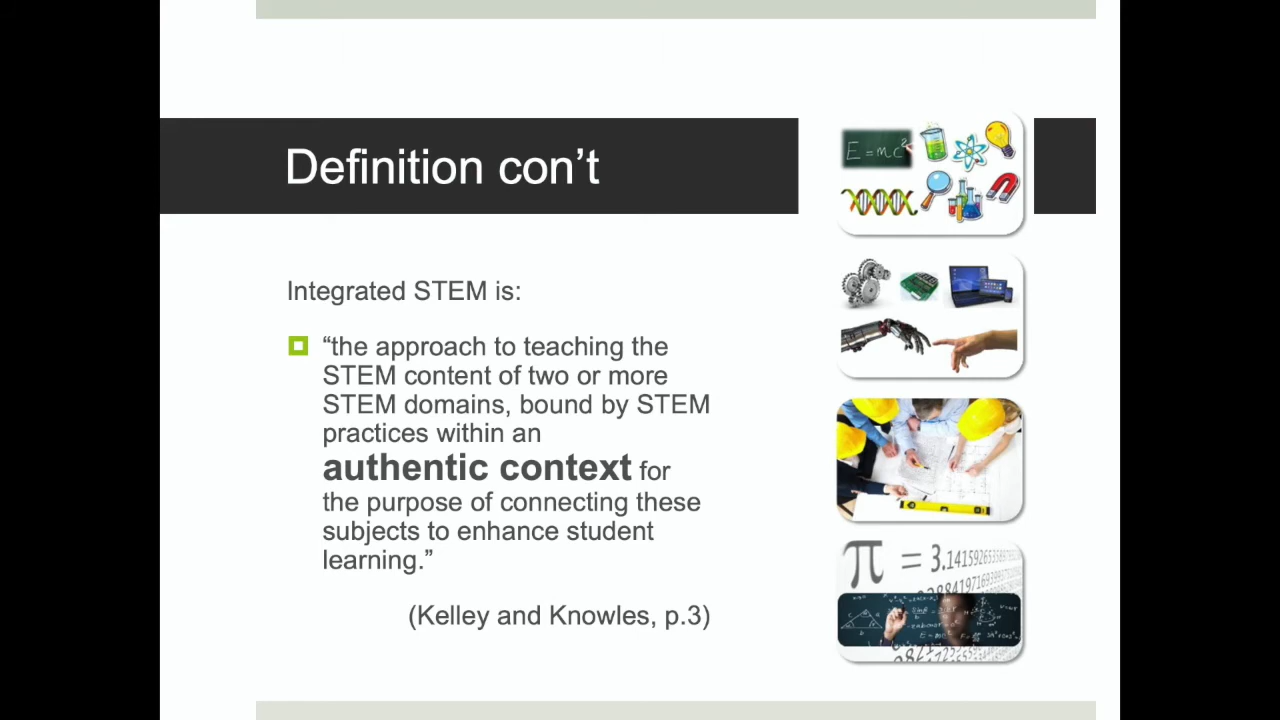 Definition con’t
E=mc²
Integrated STEM is:
“the approach to teaching the
STEM content of two or more
STEM domains, bound by STEM
practices within an
authentic context for
the purpose of connecting these
subjects to enhance student
learning.”
(Kelley and Knowles, p.3)
π = 3.14159265358